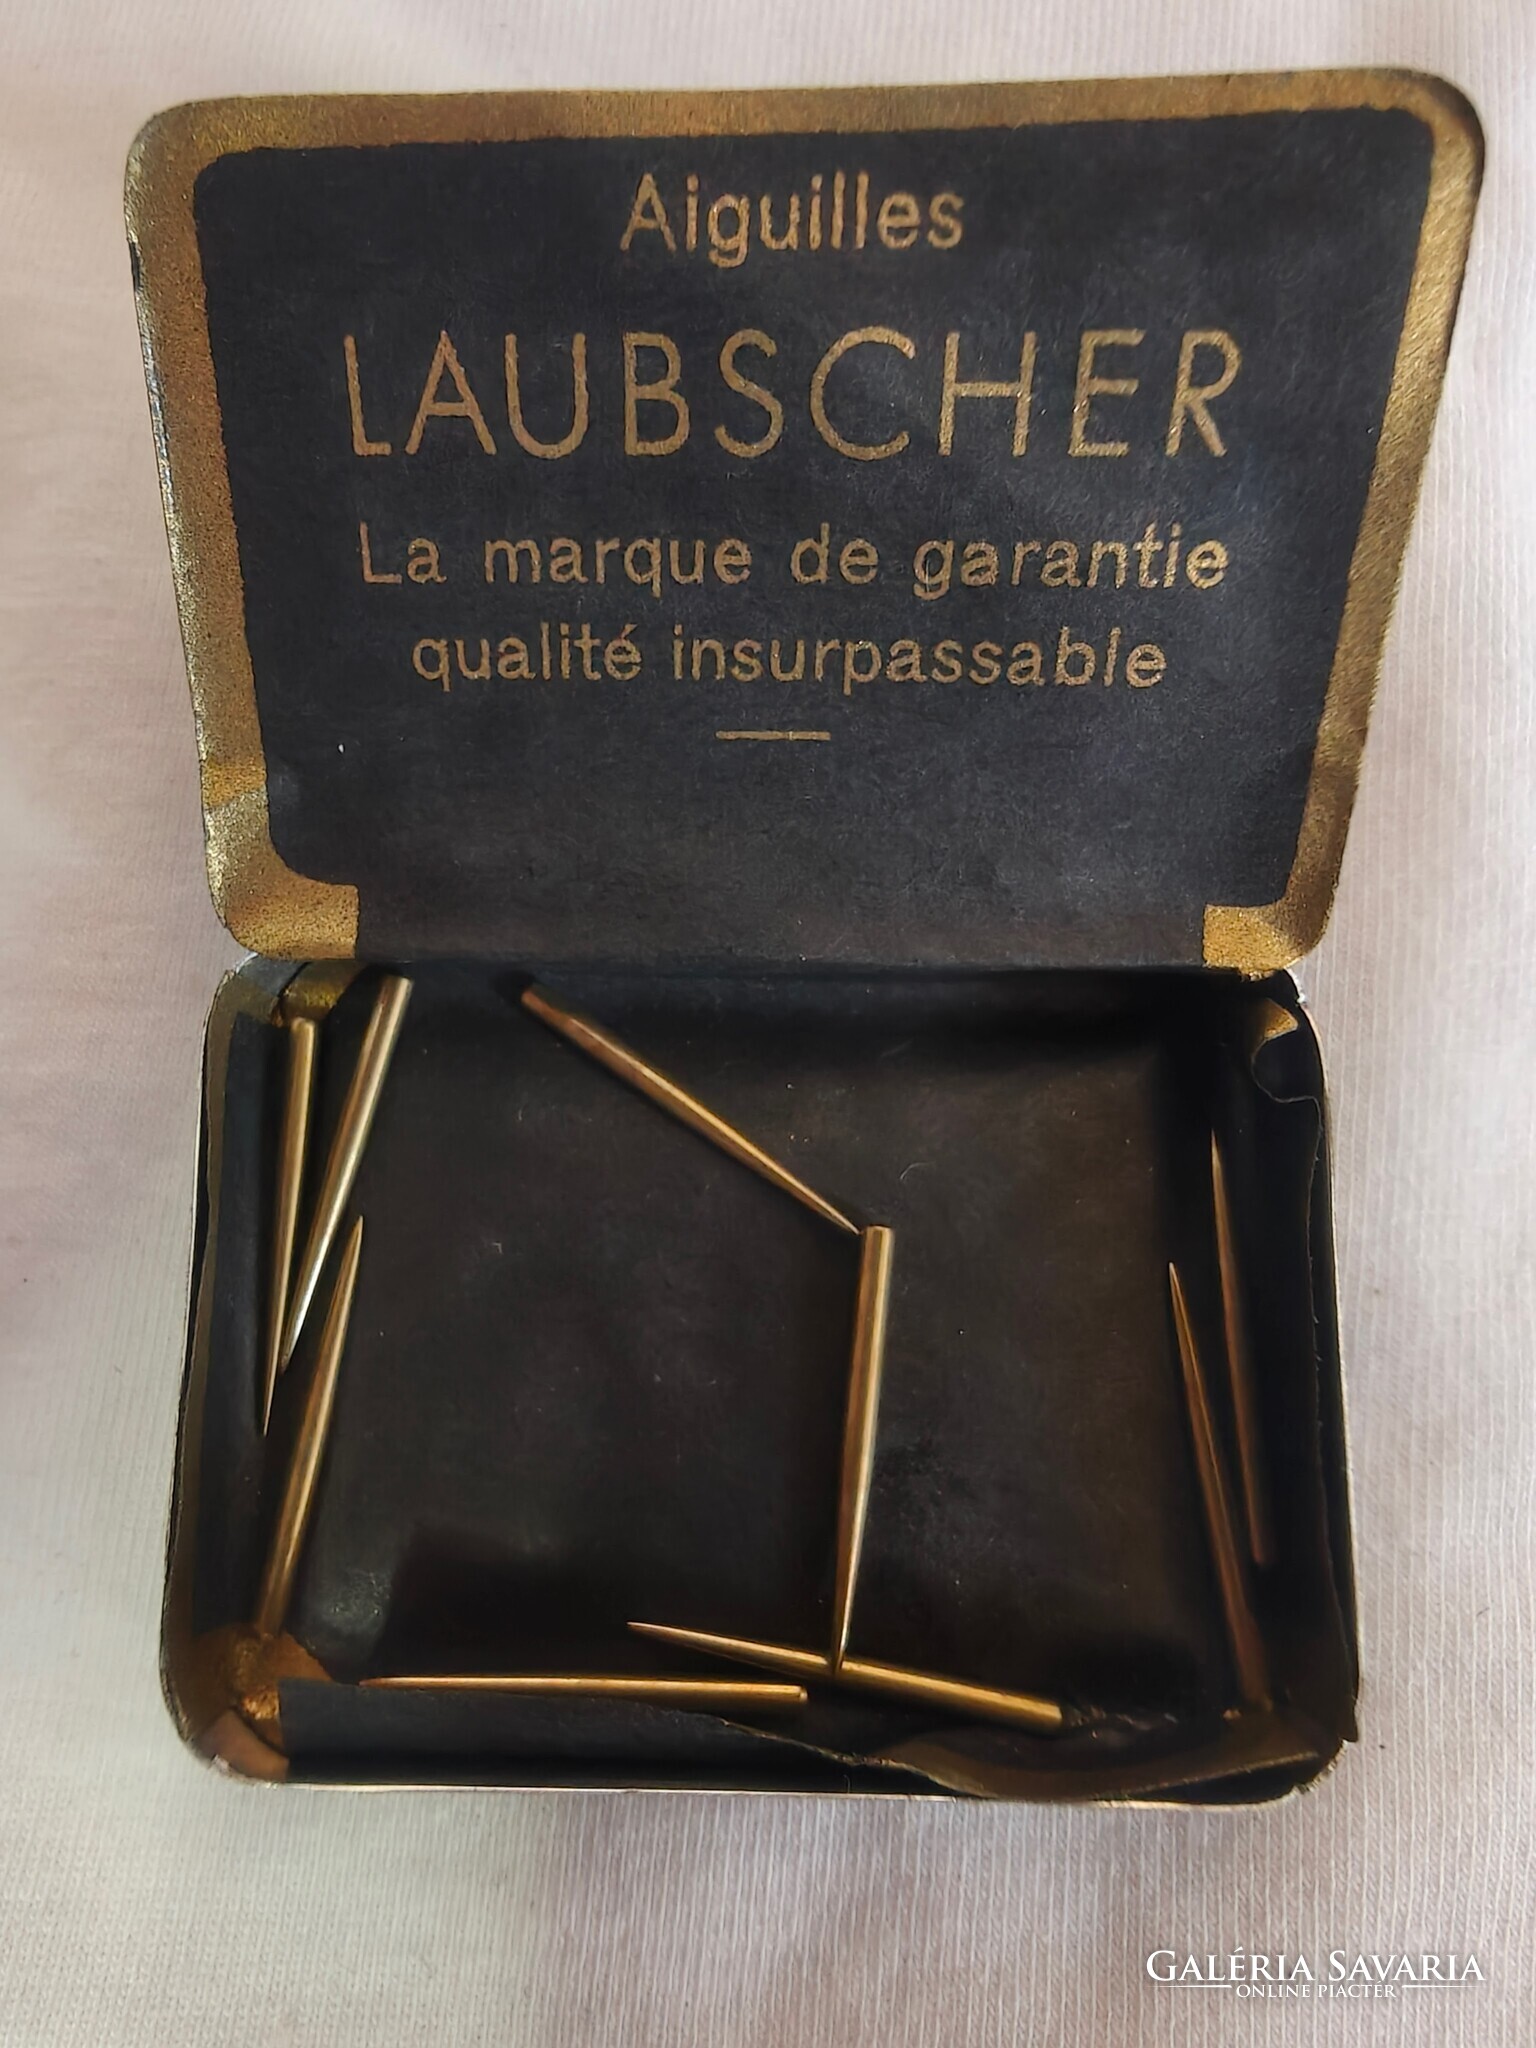 Aiguilles
LAUBSCHER
La marque de garantie
qualité insurpassable
GALÉRIA SAVARIA
ONLINE PIACTÉR